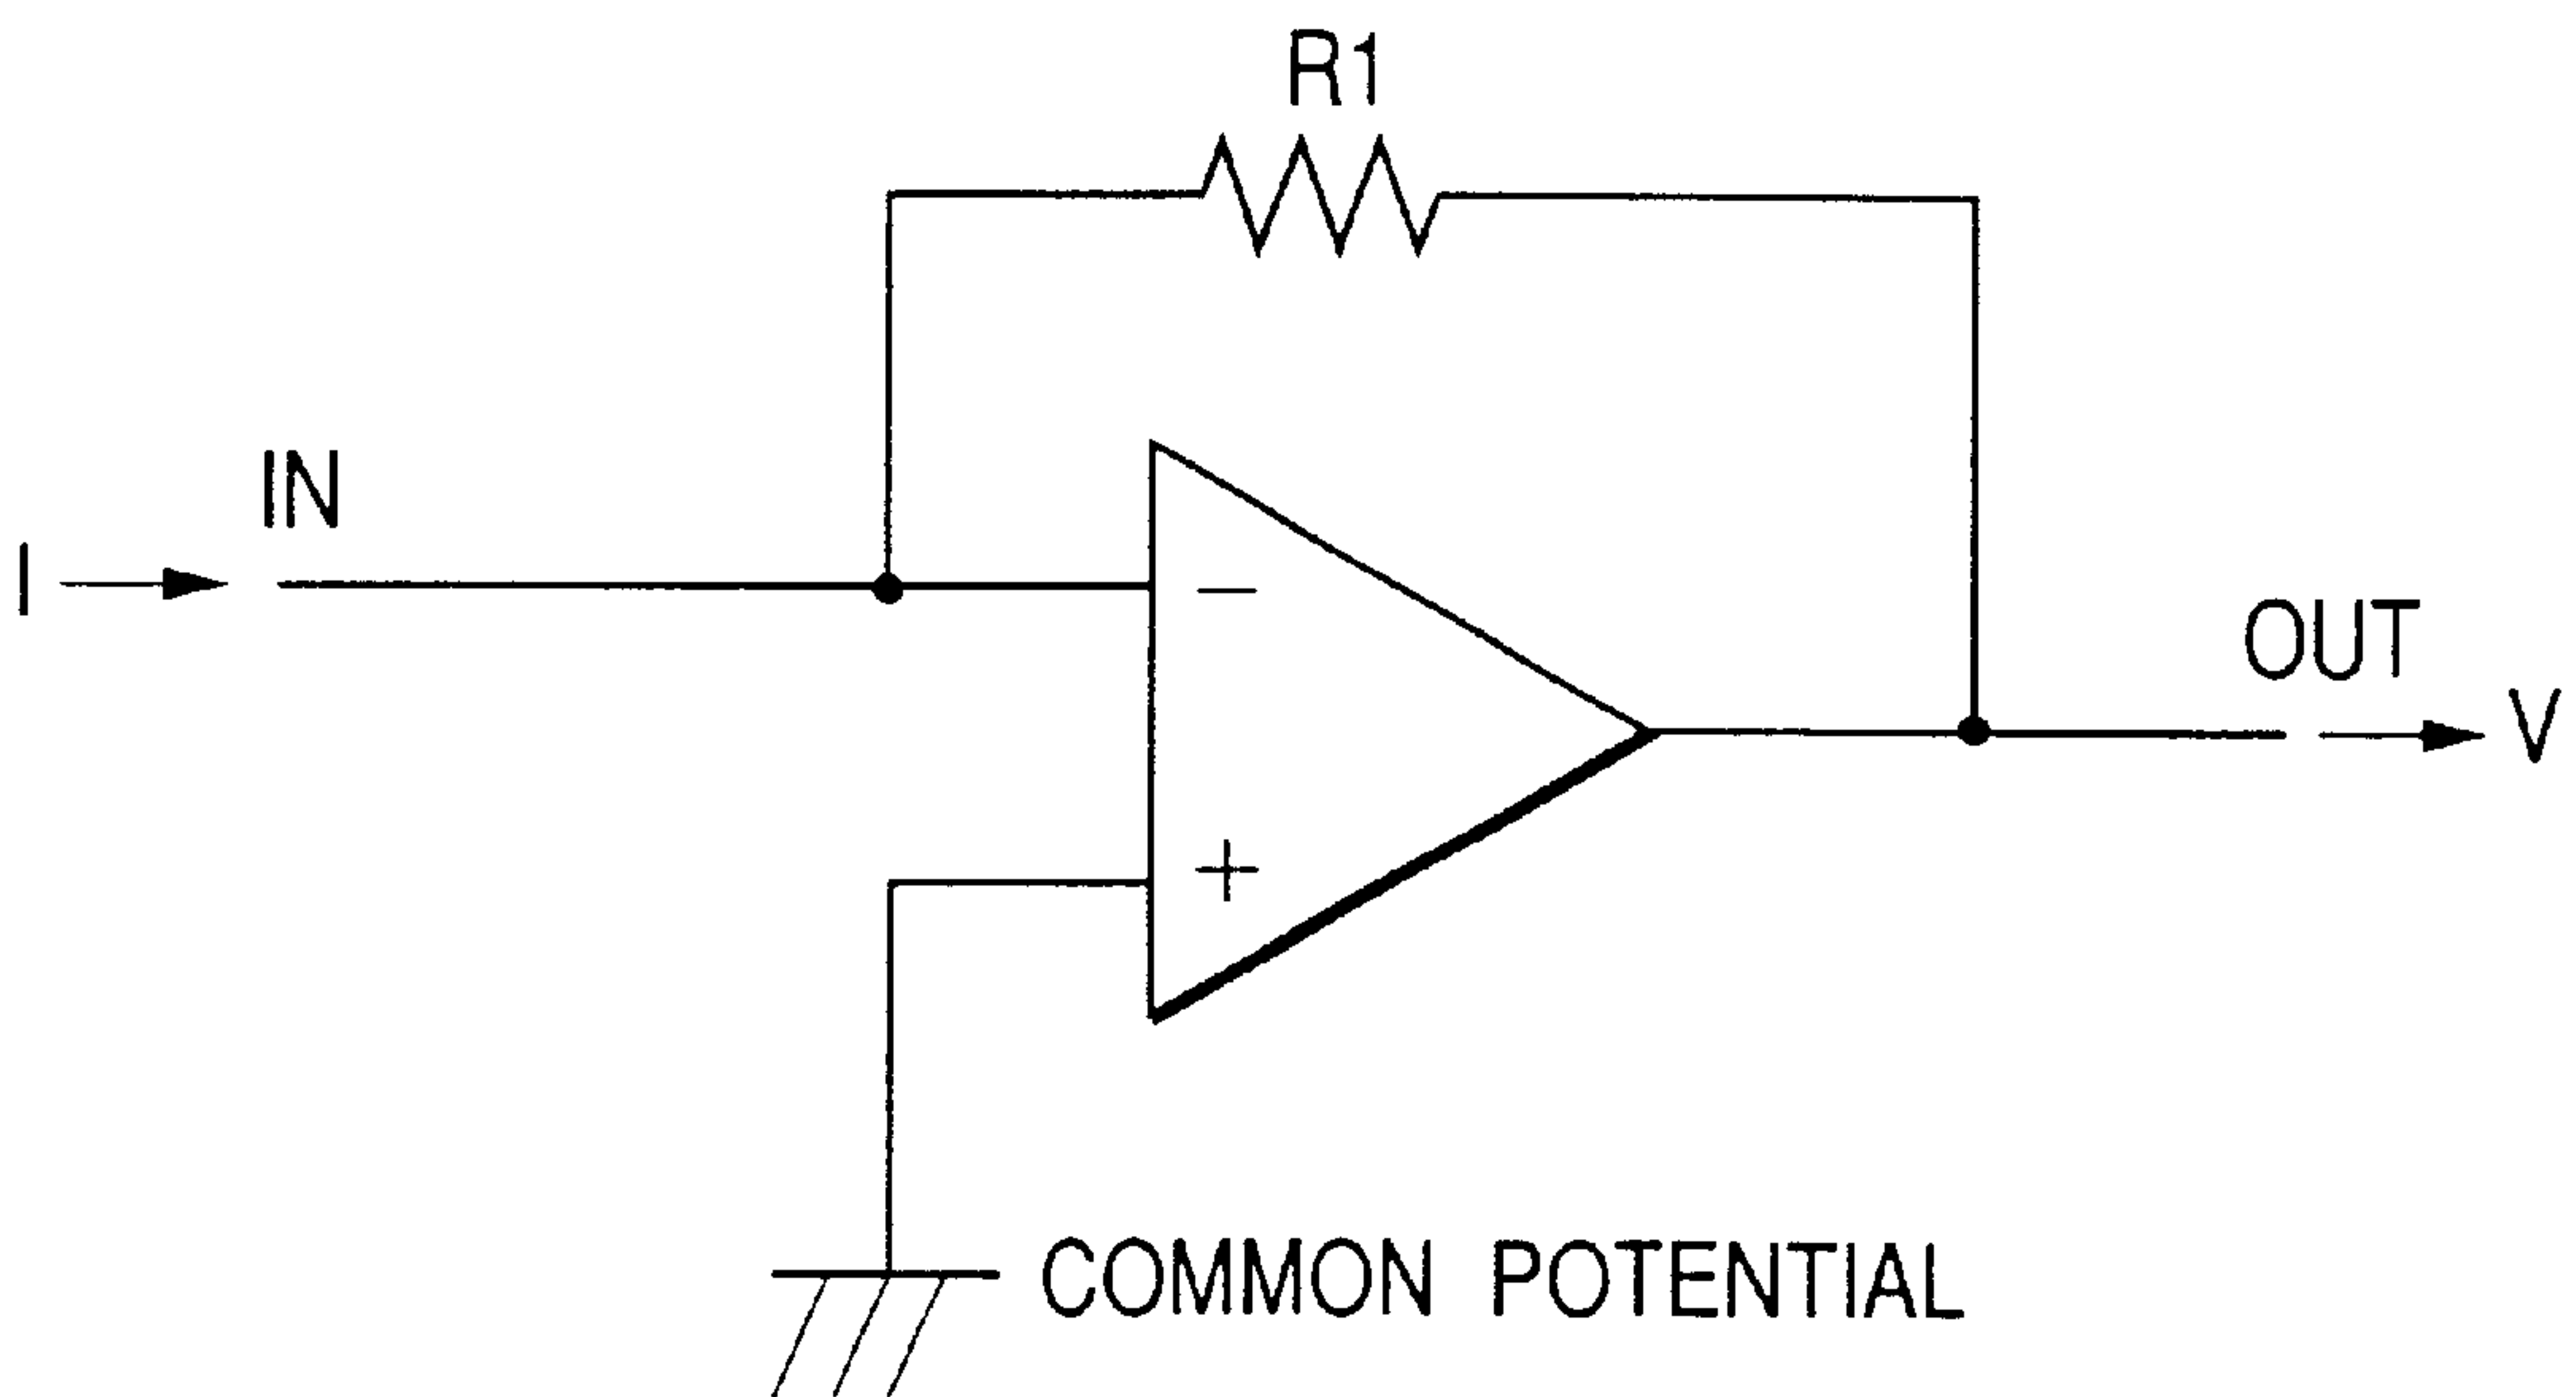 R1
IN
I
−
OUT
V
+
COMMON POTENTIAL